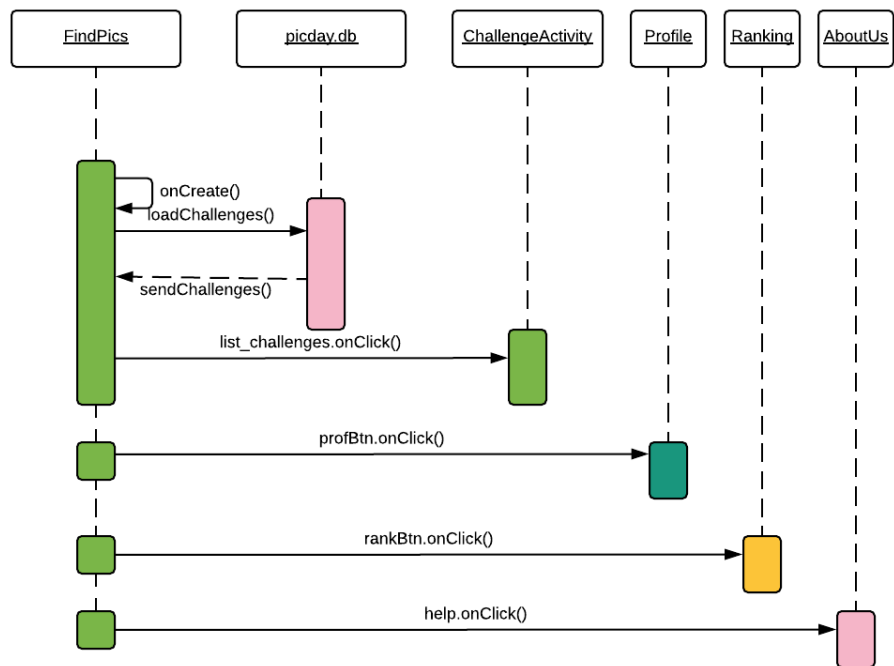 FindPics
picday.db
ChallengeActivity
Profile
Ranking
AboutUs
onCreate()
loadChallenges()
sendChallenges()
list_challenges.onClick()
profBtn.onClick()
rankBtn.onClick()
help.onClick()